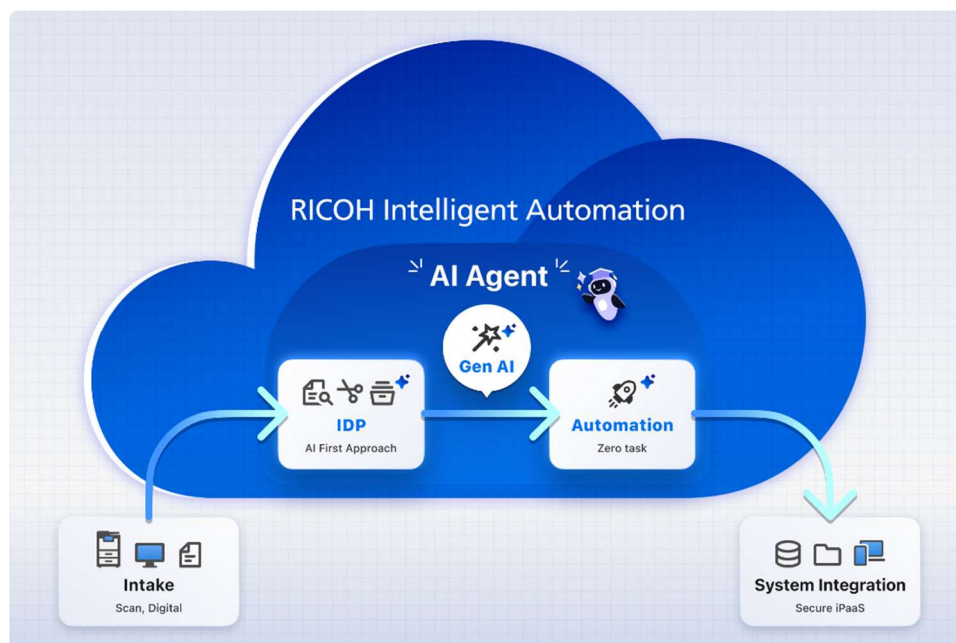 RICOH Intelligent Automation
AI Agent
Gen AI
IDP
AI First Approach
Automation
Zero task
Intake
Scan, Digital
System Integration
Secure iPaaS